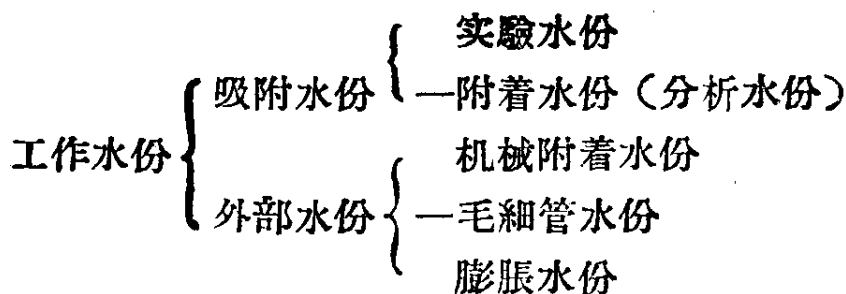 实驗水份
吸附水份
—附着水份（分析水份）
工作水份
机械附着水份
外部水份
—毛細管水份
膨脹水份